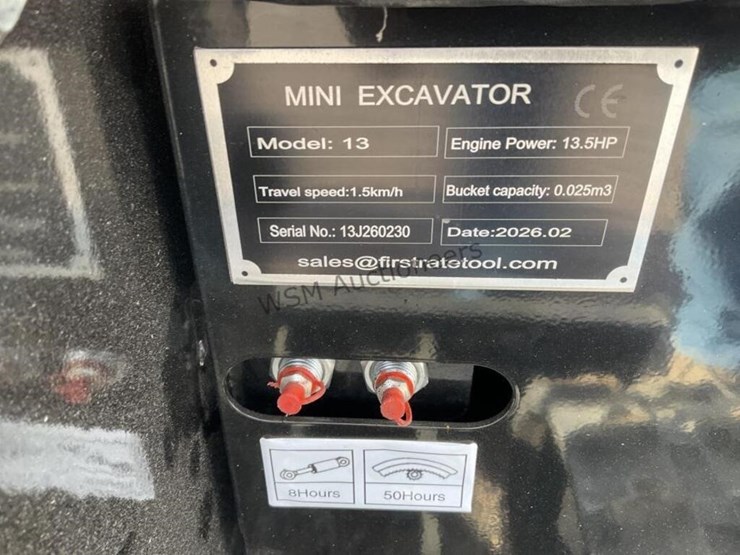 MINI EXCAVATOR CE
Model: 13
Engine Power: 13.5HP
Travel speed:1.5km/h
Bucket capacity: 0.025m3
Serial No.: 13J260230
Date:2026.02
sales@firstratetool.com
WSM Auctioneers
8Hours
50Hours